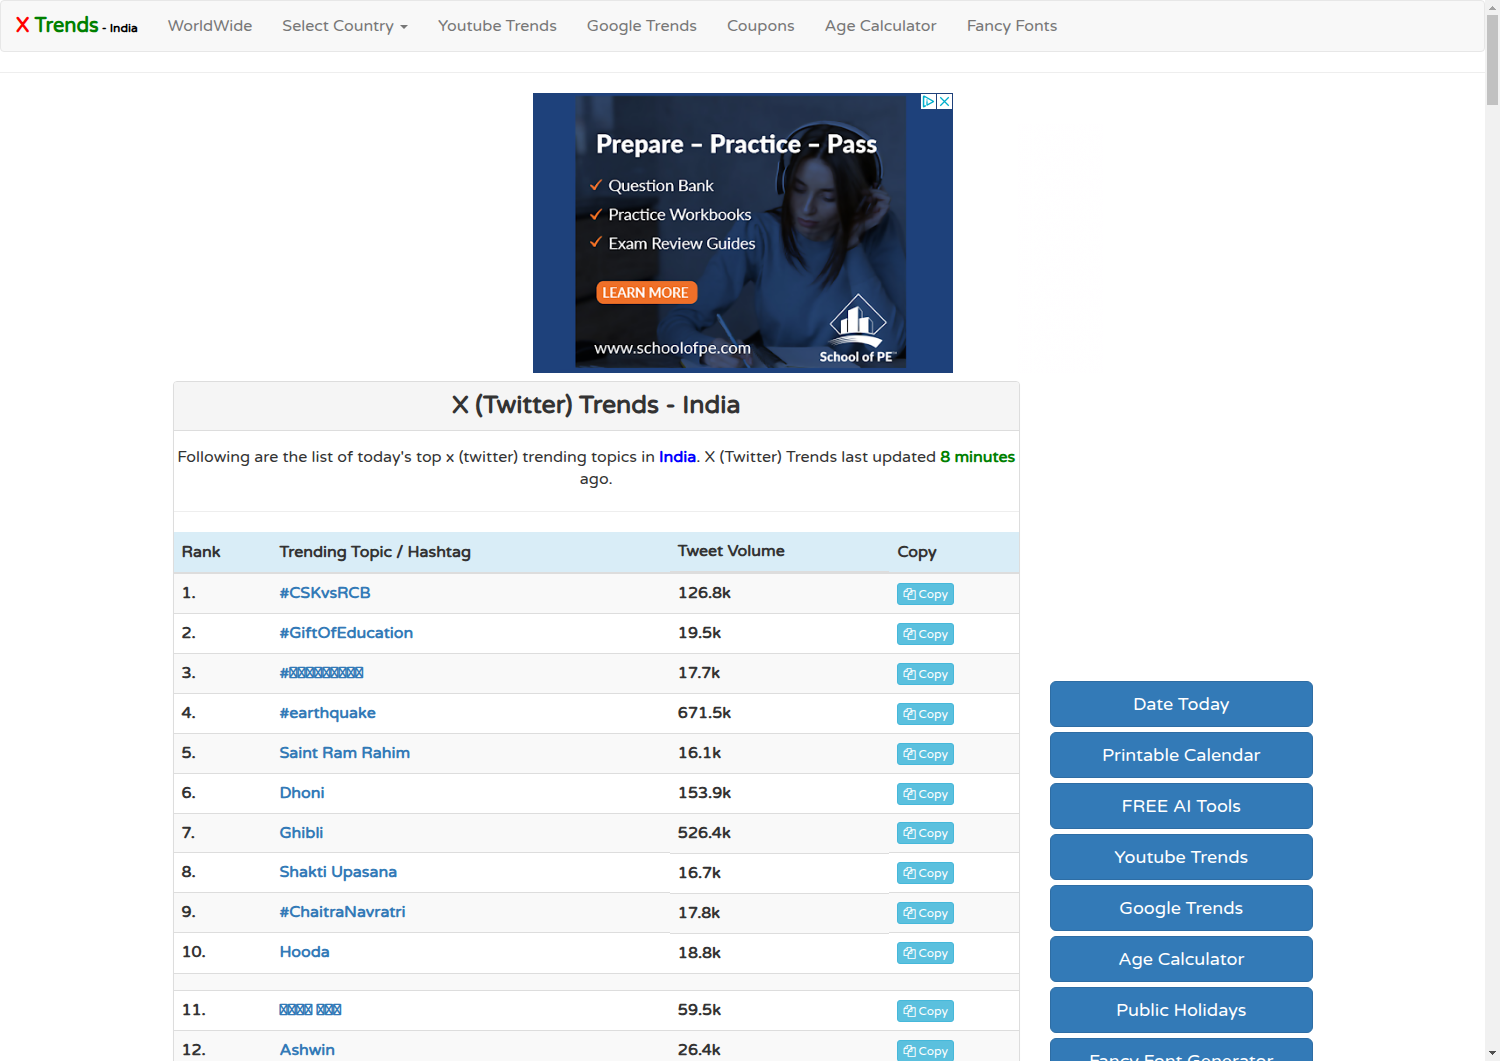 X Trends - India WorldWide Select Country Youtube Trends Google Trends Coupons Age Calculator Fancy Fonts
Prepare – Practice – Pass
Question Bank
Practice Workbooks
Exam Review Guides
LEARN MORE
www.schoolofpe.com
School of PE
X (Twitter) Trends - India
Following are the list of today's top x (twitter) trending topics in India. X (Twitter) Trends last updated 8 minutes
ago.
Rank Trending Topic / Hashtag Tweet Volume Copy
1. #CSKvsRCB 126.8k Copy
2. #GiftOfEducation 19.5k Copy
3. # 17.7k Copy
4. #earthquake 671.5k Copy
5. Saint Ram Rahim 16.1k Copy
6. Dhoni 153.9k Copy
7. Ghibli 526.4k Copy
8. Shakti Upasana 16.7k Copy
9. #ChaitraNavratri 17.8k Copy
10. Hooda 18.8k Copy
11. 59.5k Copy
12. Ashwin 26.4k Copy
Date Today
Printable Calendar
FREE AI Tools
Youtube Trends
Google Trends
Age Calculator
Public Holidays
Fancy Font Generator